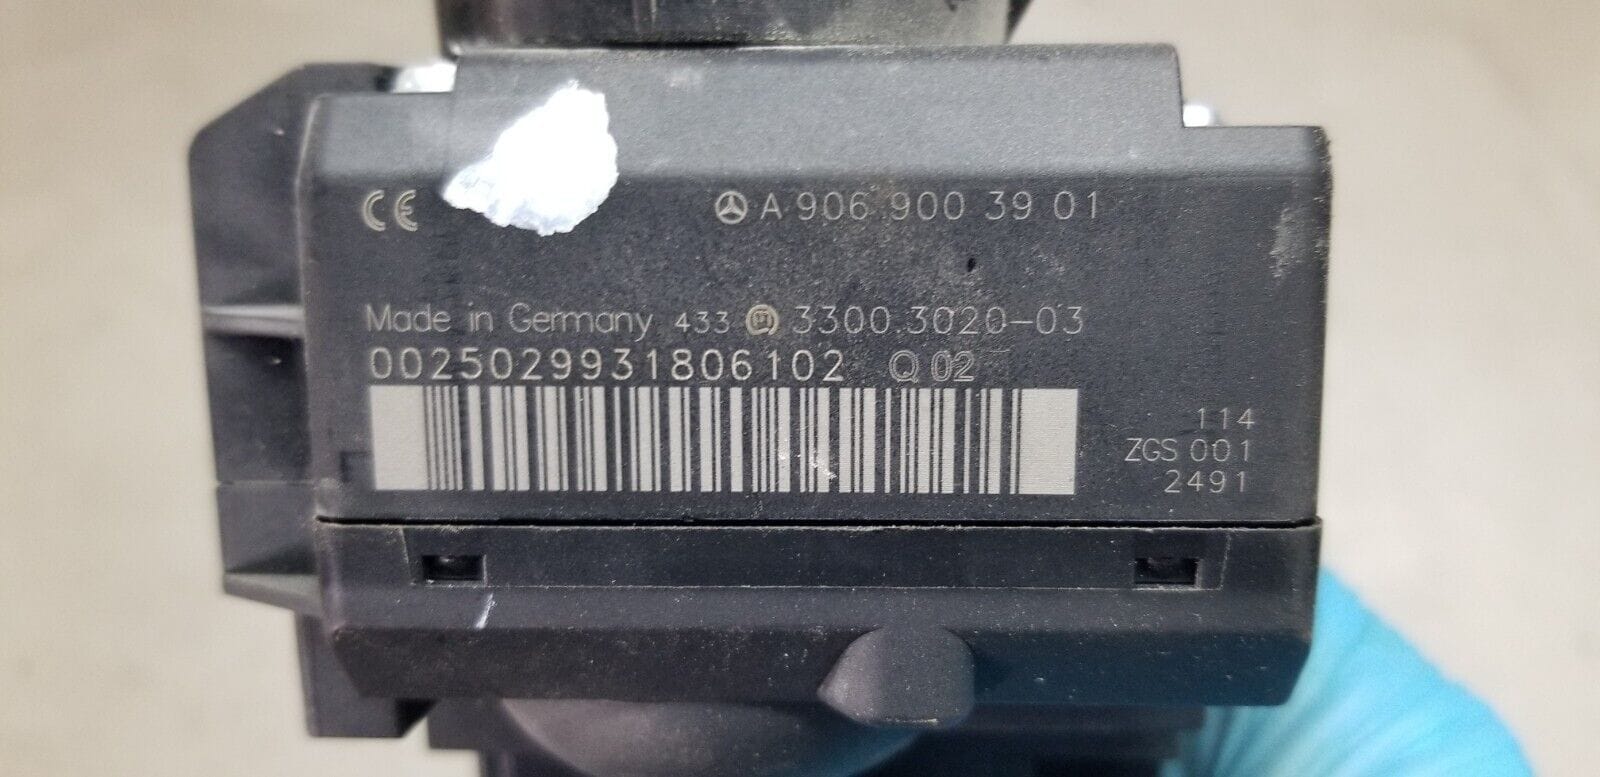 CE A 906 900 39 01
Made in Germany 433 3300.3020-03
0025029931806102 Q 02
114
ZGS 001
2491